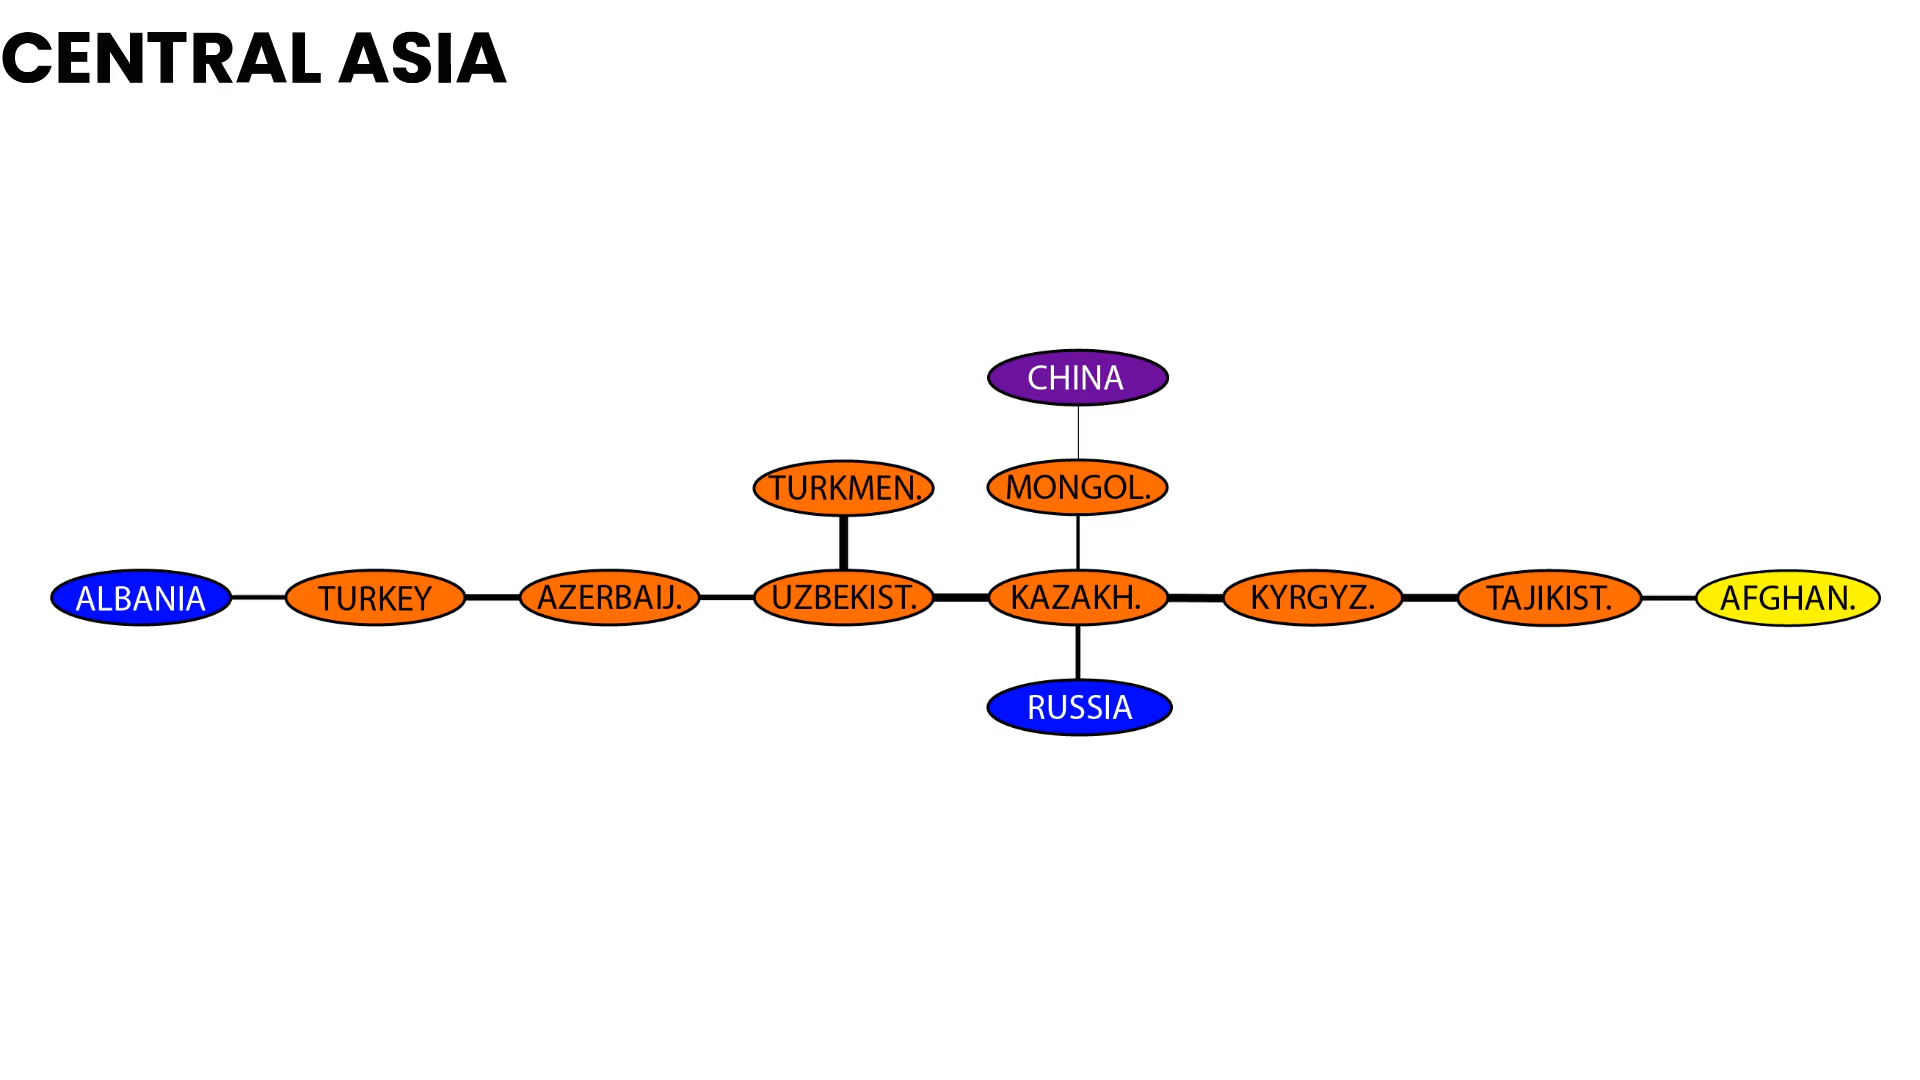 CENTRAL ASIA
CHINA
TURKMEN.
MONGOL.
ALBANIA
TURKEY
AZERBAIJ.
UZBEKIST.
KAZAKH.
KYRGYZ.
TAJIKIST.
AFGHAN.
RUSSIA